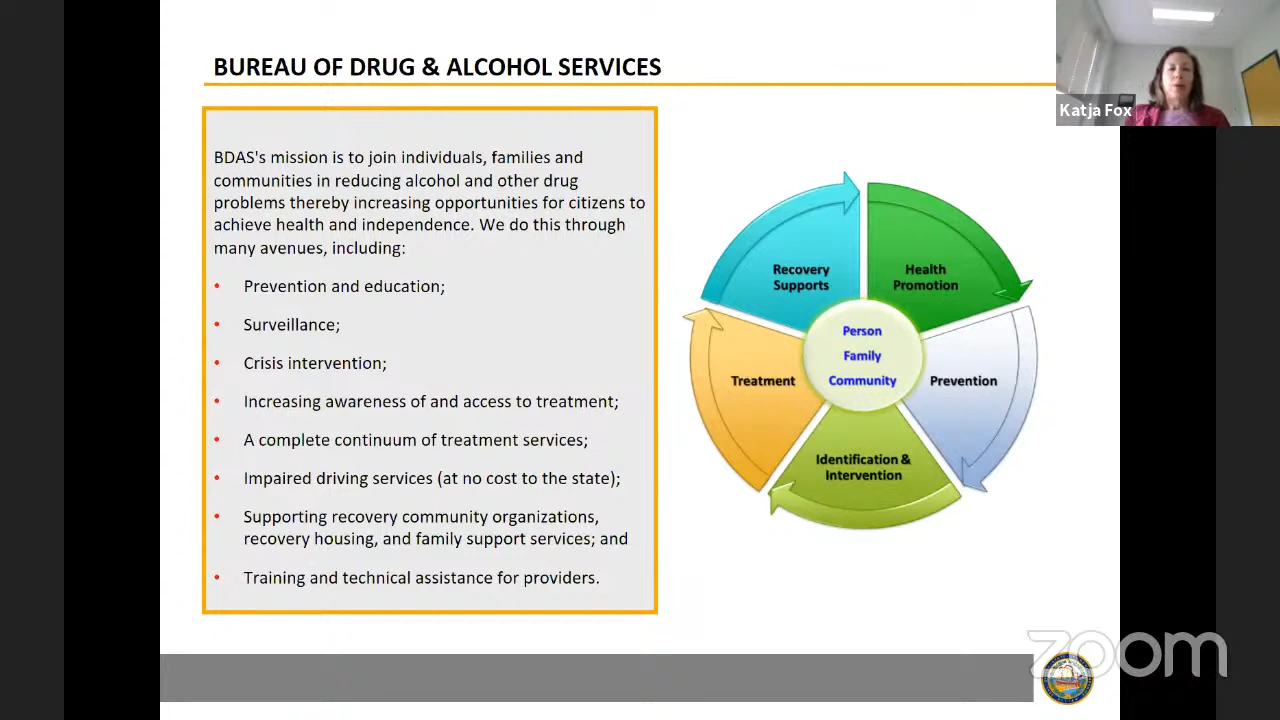 BUREAU OF DRUG & ALCOHOL SERVICES
Katja Fox
BDAS's mission is to join individuals, families and
communities in reducing alcohol and other drug
problems thereby increasing opportunities for citizens to
achieve health and independence. We do this through
many avenues, including:
• Prevention and education;
• Surveillance;
• Crisis intervention;
• Increasing awareness of and access to treatment;
• A complete continuum of treatment services;
• Impaired driving services (at no cost to the state);
• Supporting recovery community organizations,
recovery housing, and family support services; and
• Training and technical assistance for providers.
Recovery
Supports
Health
Promotion
Person
Family
Community
Treatment
Prevention
Identification &
Intervention
zoom